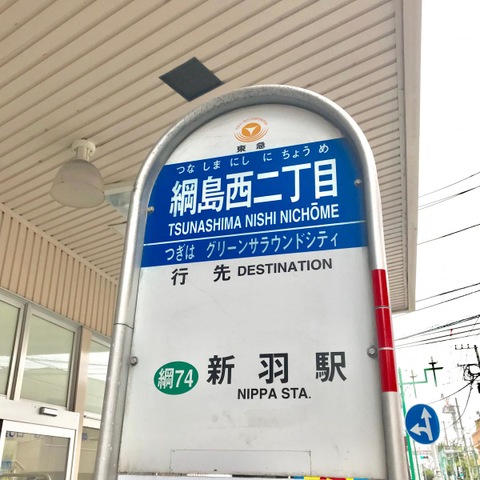 東急
つなしまにしにちょうめ
綱島西二丁目
TSUNASHIMA NISHI NICHŌME
つぎは グリーンサラウンドシティ
行先 DESTINATION
綱74 新羽駅
NIPPA STA.